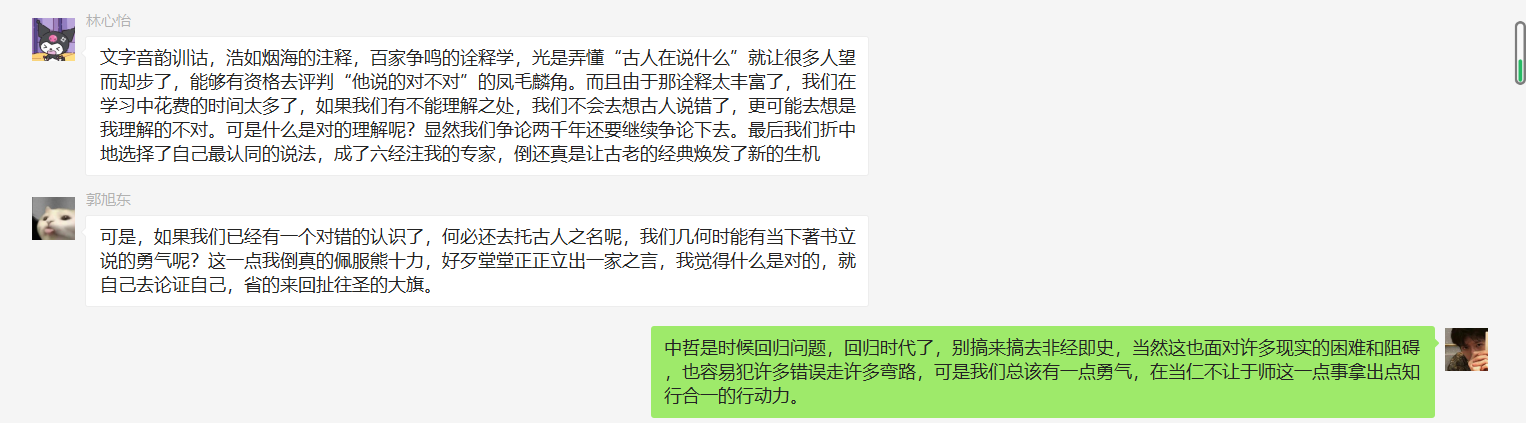 林心怡
文字音韵训诂，浩如烟海的注释，百家争鸣的诠释学，光是弄懂“古人在说什么”就让很多人望
而却步了，能够有资格去评判“他说的对不对”的凤毛麟角。而且由于那诠释太丰富了，我们在
学习中花费的时间太多了，如果我们有不能理解之处，我们不会去想古人说错了，更可能去想是
我理解的不对。可是什么是对的理解呢？显然我们争论两千年还要继续争论下去。最后我们折中
地选择了自己最认同的说法，成了六经注我的专家，倒还真是让古老的经典焕发了新的生机
郭旭东
可是，如果我们已经有一个对错的认识了，何必还去托古人之名呢，我们几何时能有当下著书立
说的勇气呢？这一点我倒真的佩服熊十力，好歹堂堂正正立出一家之言，我觉得什么是对的，就
自己去论证自己，省的来回扯往圣的大旗。
中哲是时候回归问题，回归时代了，别搞来搞去非经即史，当然这也面对许多现实的困难和阻碍
，也容易犯许多错误走许多弯路，可是我们总该有一点勇气，在当仁不让于师这一点事拿出点知
行合一的行动力。